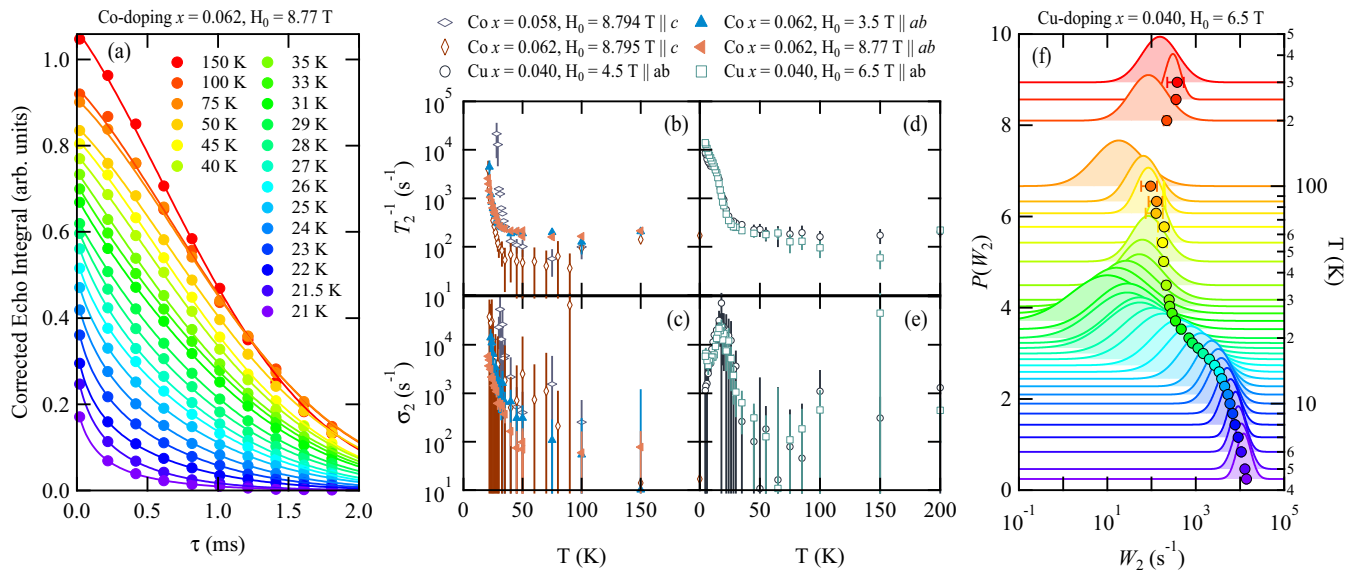 Co-doping x = 0.062, H₀ = 8.77 T
(a)
150 K
100 K
75 K
50 K
45 K
40 K
35 K
33 K
31 K
29 K
28 K
27 K
26 K
25 K
24 K
23 K
22 K
21.5 K
21 K
Corrected Echo Integral (arb. units)
1.0
0.8
0.6
0.4
0.2
0.0
0.0 0.5 1.0 1.5 2.0
τ (ms)
Co x = 0.058, H₀ = 8.794 T || c
Co x = 0.062, H₀ = 8.795 T || c
Cu x = 0.040, H₀ = 4.5 T || ab
Co x = 0.062, H₀ = 3.5 T || ab
Co x = 0.062, H₀ = 8.77 T || ab
Cu x = 0.040, H₀ = 6.5 T || ab
(b)
T₂⁻¹ (s⁻¹)
10⁵
10⁴
10³
10²
10¹
(d)
(c)
σ₂ (s⁻¹)
10⁴
10³
10²
10¹
(e)
0 50 100 150
T (K)
0 50 100 150 200
T (K)
Cu-doping x = 0.040, H₀ = 6.5 T
(f)
P(W₂)
10
8
6
4
2
0
10⁻¹ 10¹ 10³ 10⁵
W₂ (s⁻¹)
T (K)
5
4
3
2
100
8
6
4
3
2
10
8
6
5
4